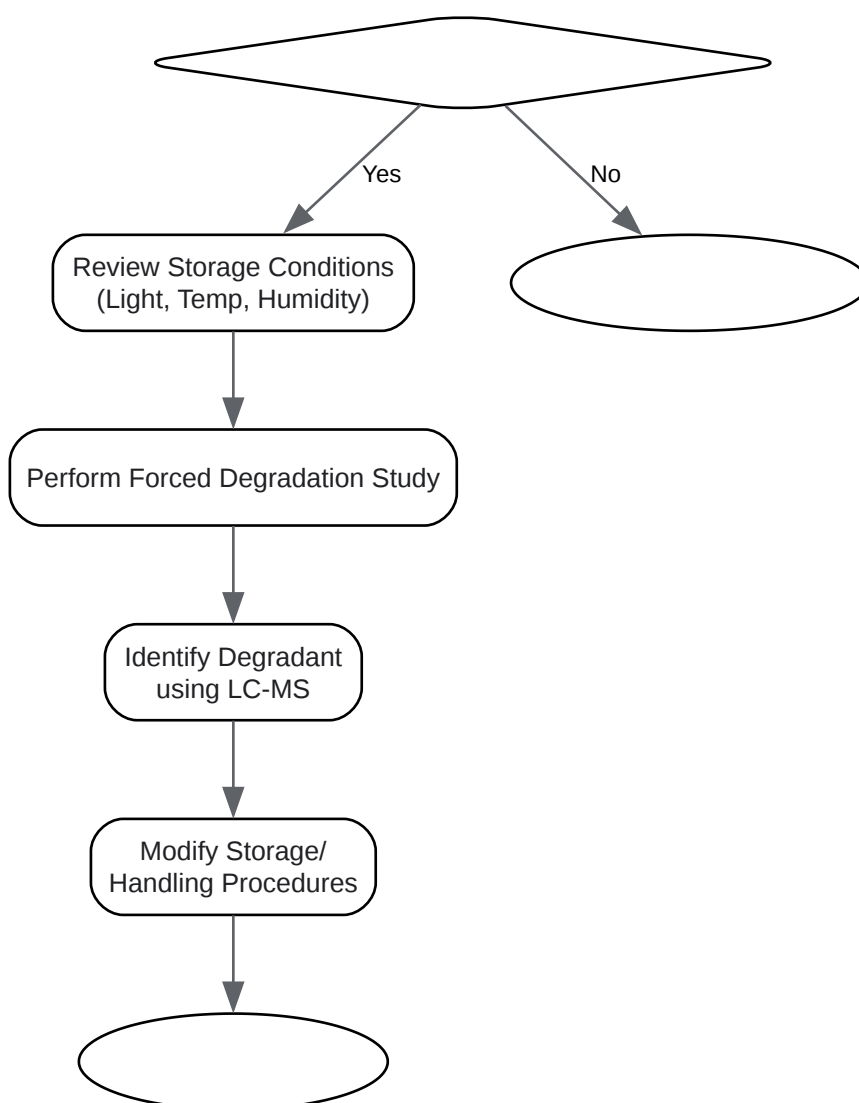 Yes
No
Review Storage Conditions
(Light, Temp, Humidity)
Perform Forced Degradation Study
Identify Degradant
using LC-MS
Modify Storage/
Handling Procedures